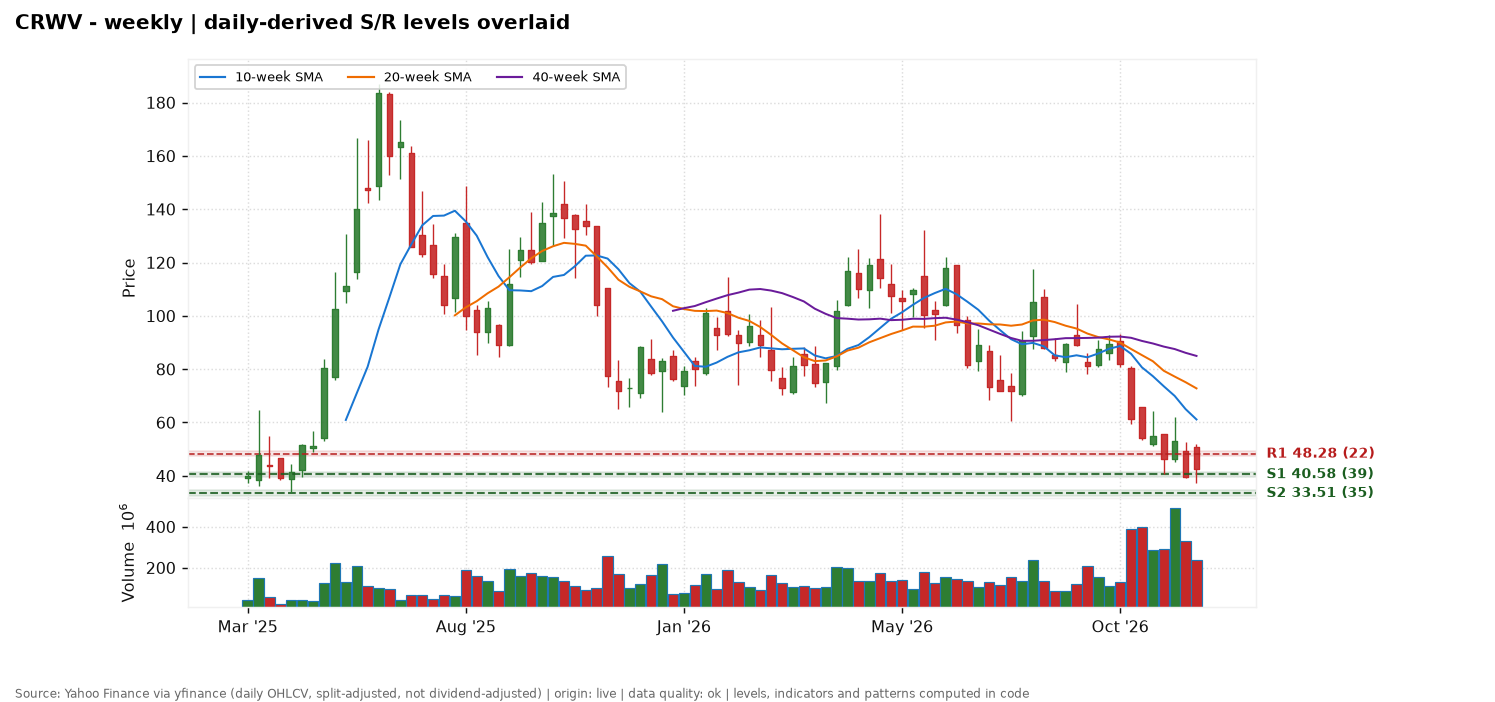 CRWV - weekly | daily-derived S/R levels overlaid
10-week SMA 20-week SMA 40-week SMA
180
160
140
120
100
80
60
40
Price
R1 48.28 (22)
S1 40.58 (39)
S2 33.51 (35)
400
200
Volume 10^6
Mar '25 Aug '25 Jan '26 May '26 Oct '26
Source: Yahoo Finance via yfinance (daily OHLCV, split-adjusted, not dividend-adjusted) | origin: live | data quality: ok | levels, indicators and patterns computed in code